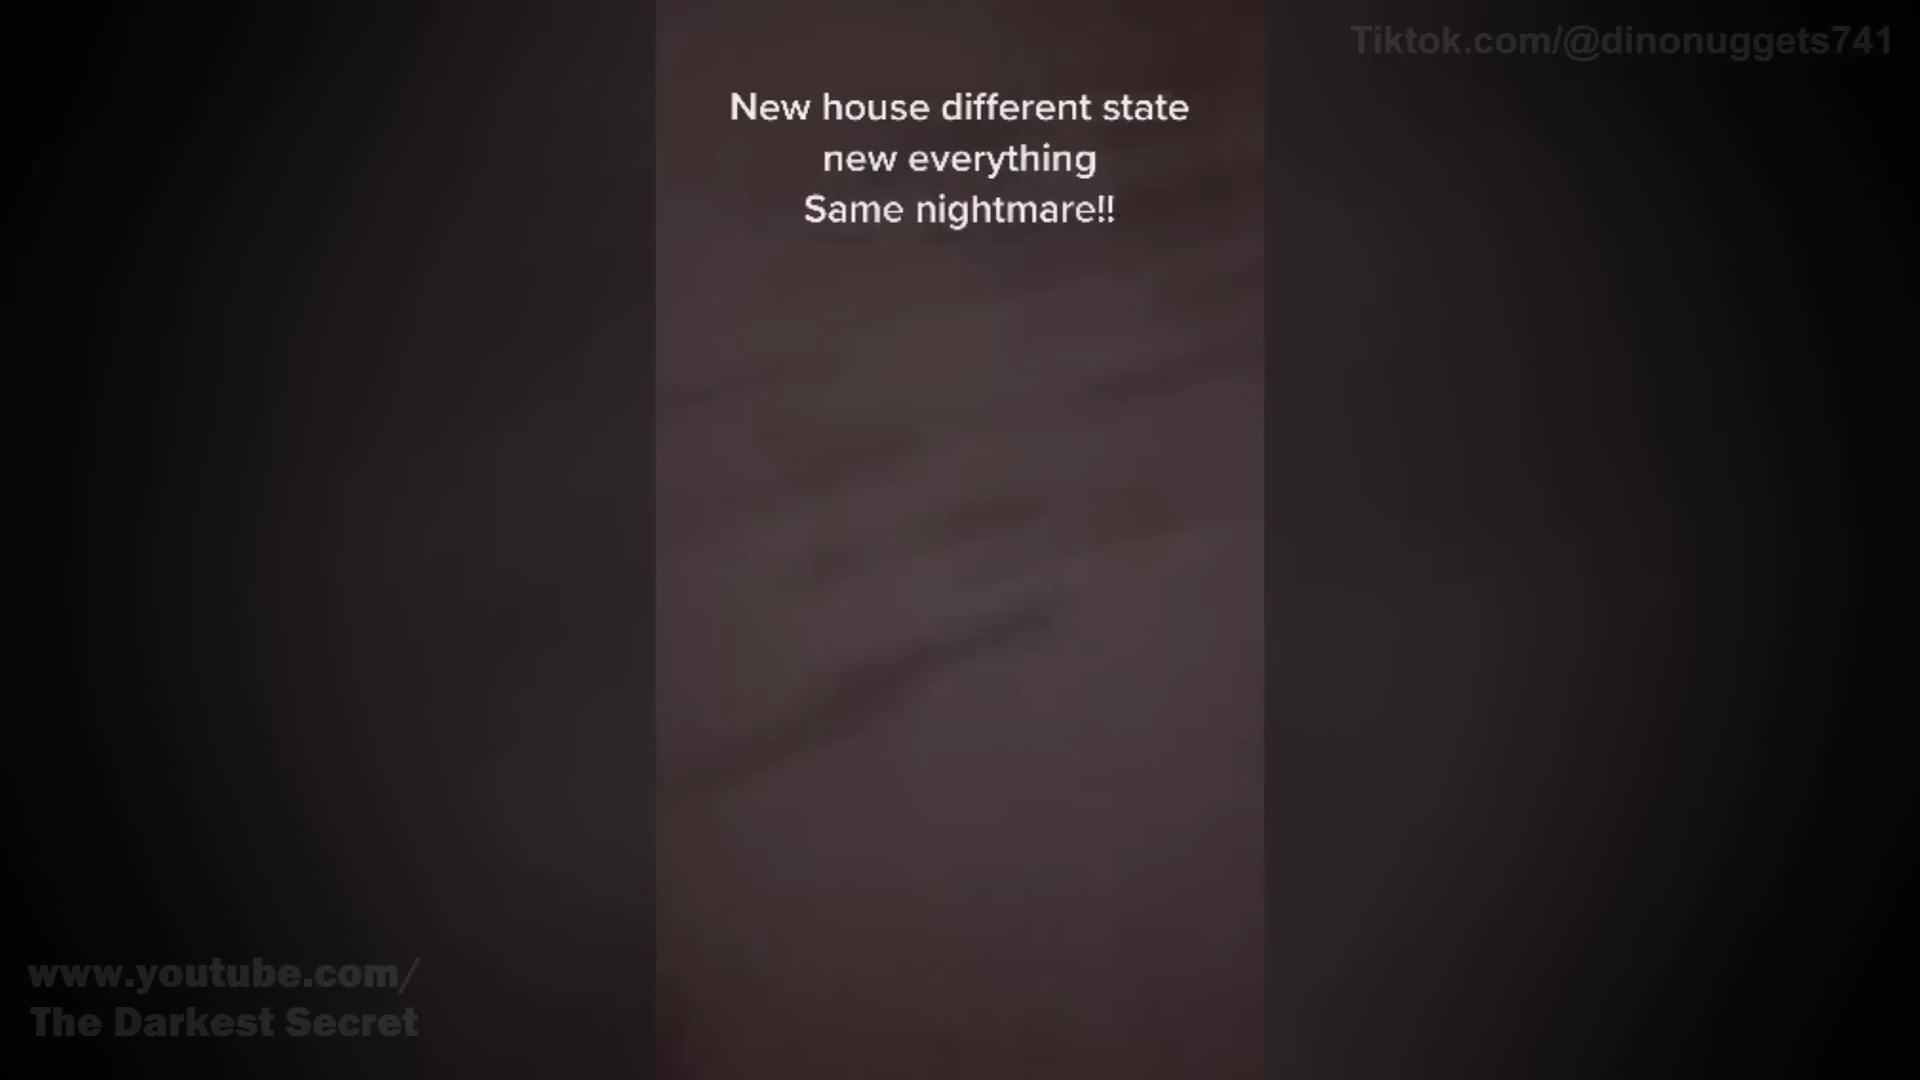 Tiktok.com/@dinonuggets741
New house different state
new everything
Same nightmare!!
www.youtube.com/
The Darkest Secret